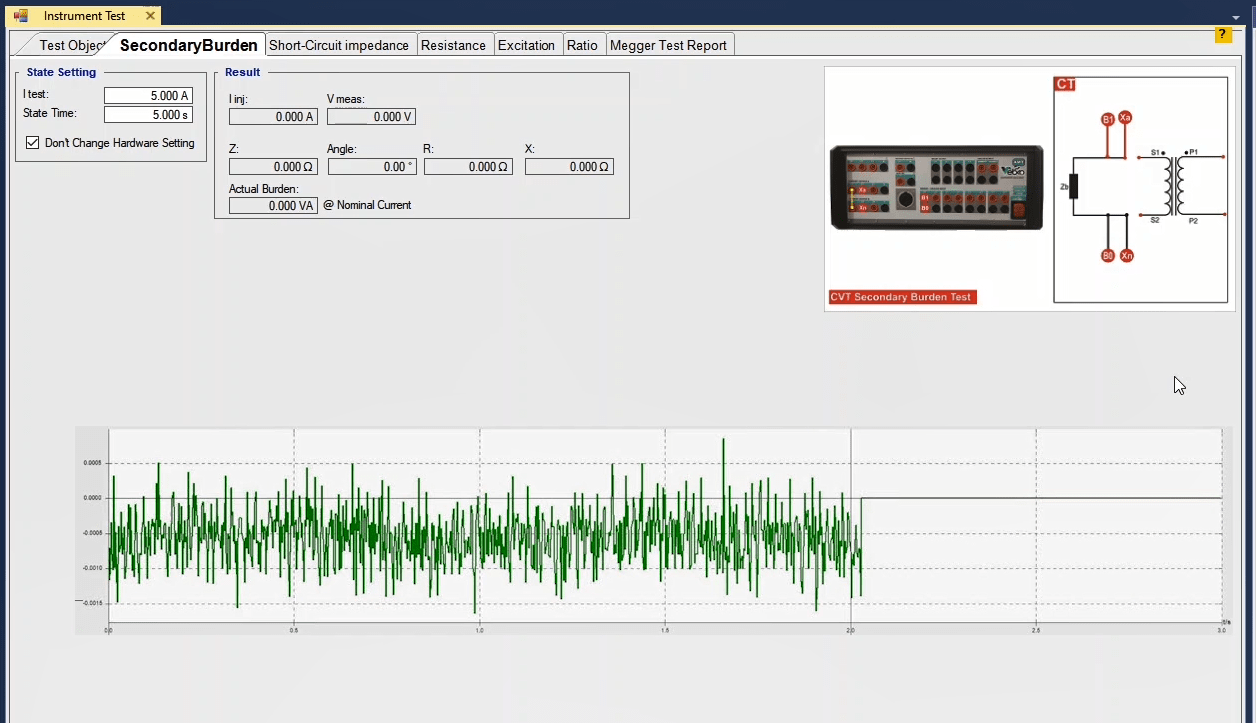 Instrument Test
?
Test Object
SecondaryBurden
Short-Circuit impedance
Resistance
Excitation
Ratio
Megger Test Report
State Setting
I test: 5.000 A
State Time: 5.000 s
Don't Change Hardware Setting
Result
I inj: V meas:
0.000 A 0.000 V
Z: Angle: R: X:
0.000 Ω 0.00 ° 0.000 Ω 0.000 Ω
Actual Burden:
0.000 VA @ Nominal Current
CT
B1 Xa
S1 P1
Zb
S2 P2
B0 Xn
Xa
Xn
B1
B0
CVT Secondary Burden Test
0.0005
0.0000
-0.0005
-0.0010
-0.0015
0.0 0.5 1.0 1.5 2.0 2.5 3.0
t/s